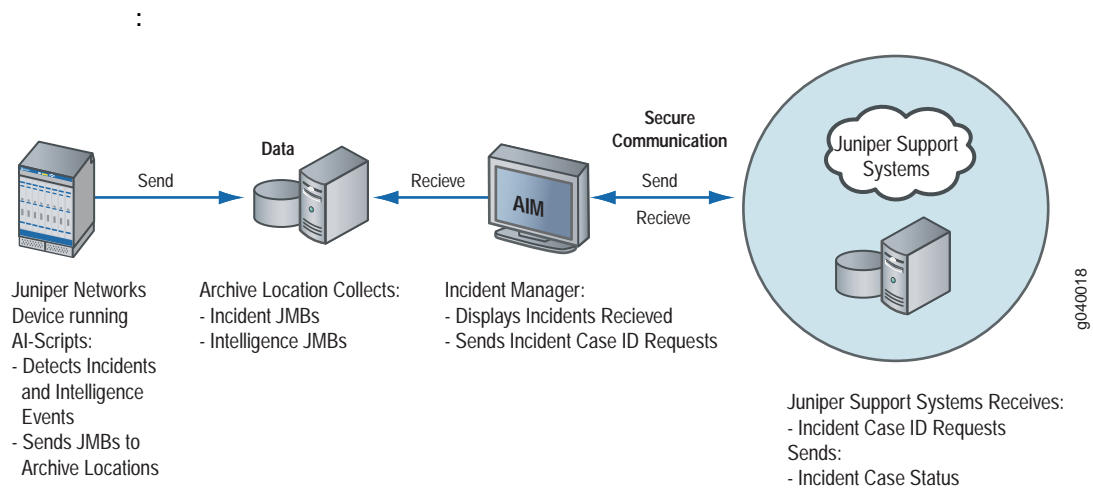 :
Secure
Communication
Data
Send
Recieve
AIM
Send
Recieve
Juniper Support
Systems
Juniper Networks
Device running
AI-Scripts:
- Detects Incidents
and Intelligence
Events
- Sends JMBs to
Archive Locations
Archive Location Collects:
- Incident JMBs
- Intelligence JMBs
Incident Manager:
- Displays Incidents Recieved
- Sends Incident Case ID Requests
Juniper Support Systems Receives:
- Incident Case ID Requests
Sends:
- Incident Case Status
g040018